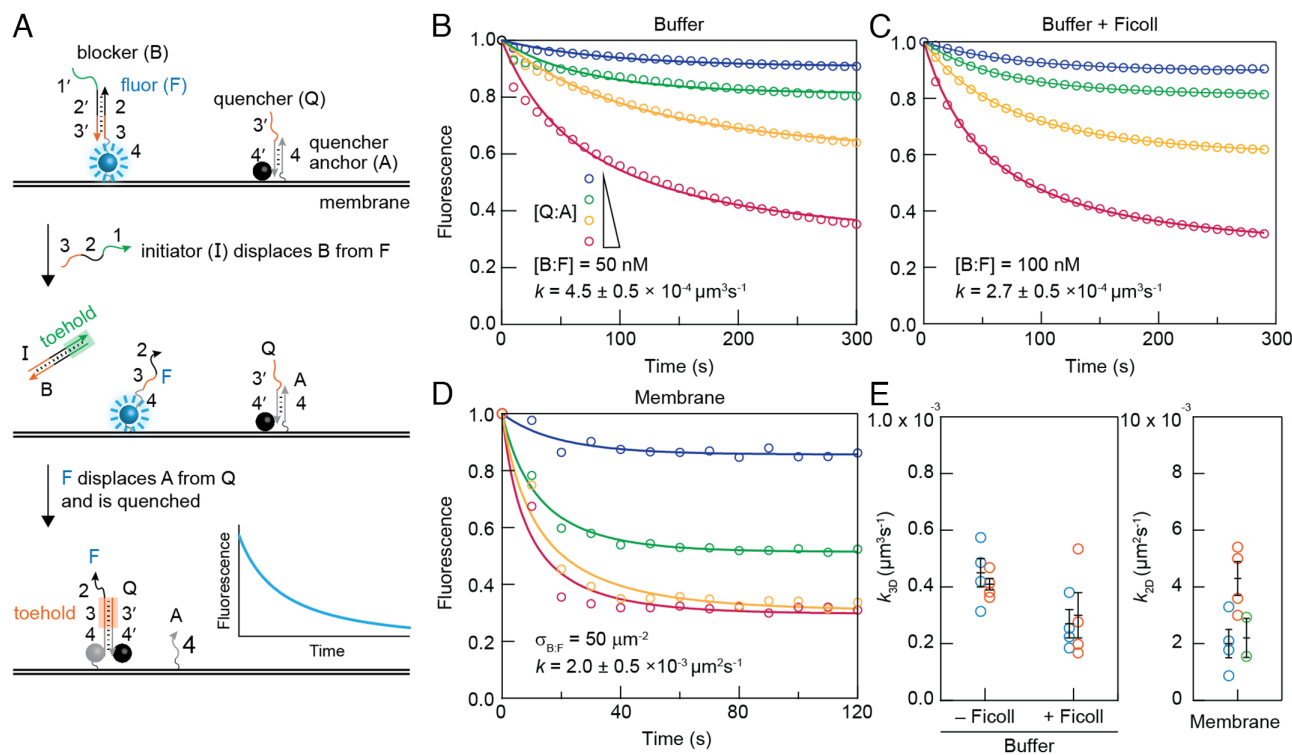 A
blocker (B)
1′
fluor (F)
2′ 2
3′ 3
4
quencher (Q)
3′
4′ 4
quencher
anchor (A)
membrane
3 2 1
initiator (I) displaces B from F
toehold
I
B
2
3 F
4
Q
3′ A
4′ 4
F displaces A from Q
and is quenched
F
2 Q
toehold 3 3′
4 4′
A
4
Fluorescence
Time
B
Buffer
Fluorescence
1.0
0.8
0.6
0.4
0.2
0.0
[Q:A]
[B:F] = 50 nM
k = 4.5 ± 0.5 × 10⁻⁴ μm³s⁻¹
0 100 200 300
Time (s)
C
Buffer + Ficoll
1.0
0.8
0.6
0.4
0.2
0.0
[B:F] = 100 nM
k = 2.7 ± 0.5 ×10⁻⁴ μm³s⁻¹
0 100 200 300
Time (s)
D
Membrane
Fluorescence
1.0
0.8
0.6
0.4
0.2
0.0
σB:F = 50 μm⁻²
k = 2.0 ± 0.5 ×10⁻³ μm²s⁻¹
0 20 40 60 80 100 120
Time (s)
E
1.0 x 10⁻³
0.8
0.6
0.4
0.2
0
k3D (μm³s⁻¹)
– Ficoll + Ficoll
Buffer
10 x 10⁻³
8
6
4
2
0
k2D (μm²s⁻¹)
Membrane